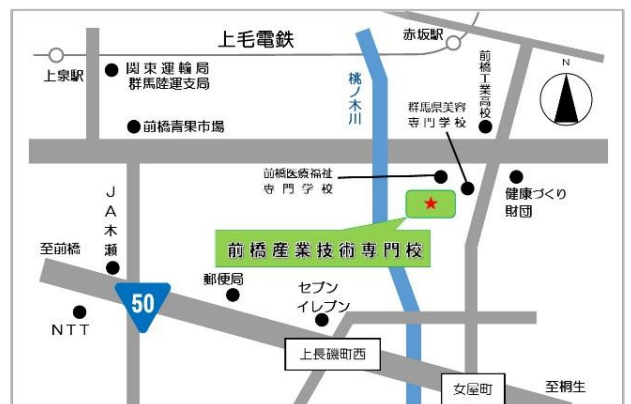 上毛電鉄
赤坂駅
上泉駅
関東運輸局
群馬陸運支局
桃ノ木川
前橋工業高校
N
群馬県美容
専門学校
前橋青果市場
前橋医療福祉
専門学校
健康づくり
財団
JA木瀬
前橋産業技術専門校
至前橋
郵便局
セブン
イレブン
50
NTT
上長磯町西
女屋町
至桐生